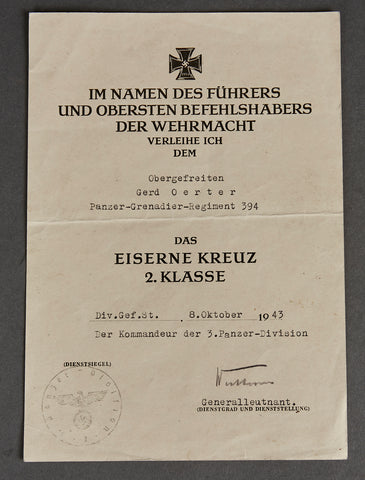 IM NAMEN DES FÜHRERS
UND OBERSTEN BEFEHLSHABERS
DER WEHRMACHT
VERLEIHE ICH
DEM
Obergefreiten
Gerd Oerter
Panzer-Grenadier-Regiment 394
DAS
EISERNE KREUZ
2. KLASSE
Div.Gef.St. , 8.Oktober 1943
Der Kommandeur der 3.Panzer-Division
(DIENSTSIEGEL)
Generalleutnant.
(DIENSTGRAD UND DIENSTSTELLUNG)